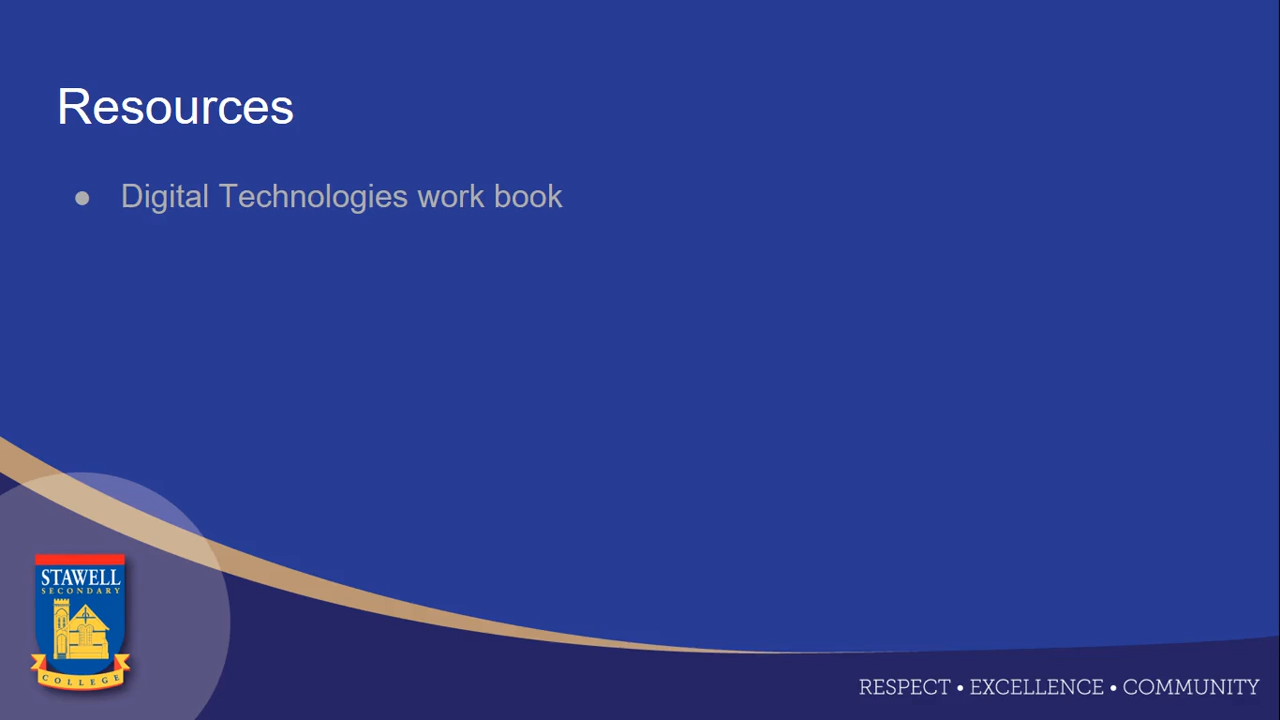 Resources
● Digital Technologies work book
STAWELL
SECONDARY
COLLEGE
RESPECT • EXCELLENCE • COMMUNITY